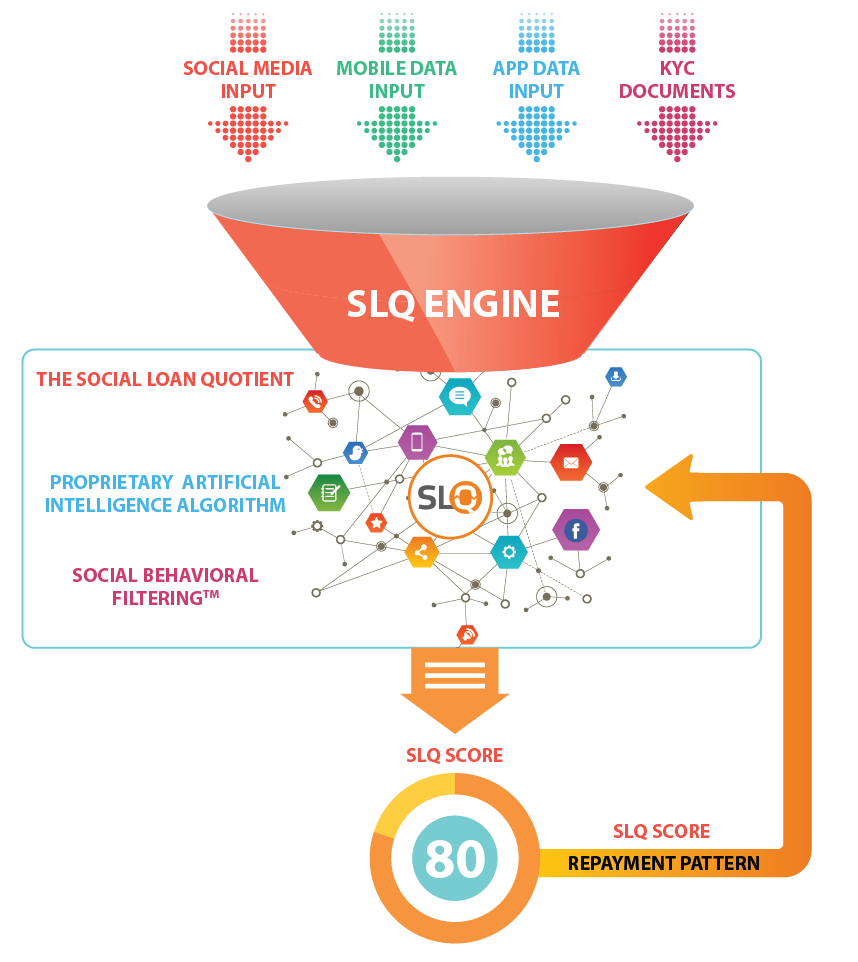 SOCIAL MEDIA
INPUT
MOBILE DATA
INPUT
APP DATA
INPUT
KYC
DOCUMENTS
SLQ ENGINE
THE SOCIAL LOAN QUOTIENT
PROPRIETARY ARTIFICIAL
INTELLIGENCE ALGORITHM
SOCIAL BEHAVIORAL
FILTERING™
SLQ
f
SLQ SCORE
80
SLQ SCORE
REPAYMENT PATTERN